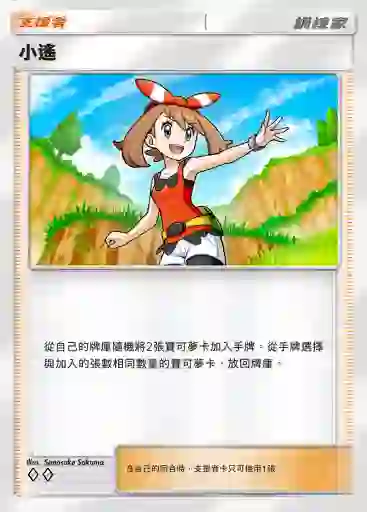 支援者
訓練家
小遙
從自己的牌庫隨機將2張寶可夢卡加入手牌。從手牌選擇
與加入的張數相同數量的寶可夢卡,放回牌庫。
Illus. Sanosuke Sakuma
在自己的回合時,支援者卡只可使用1張